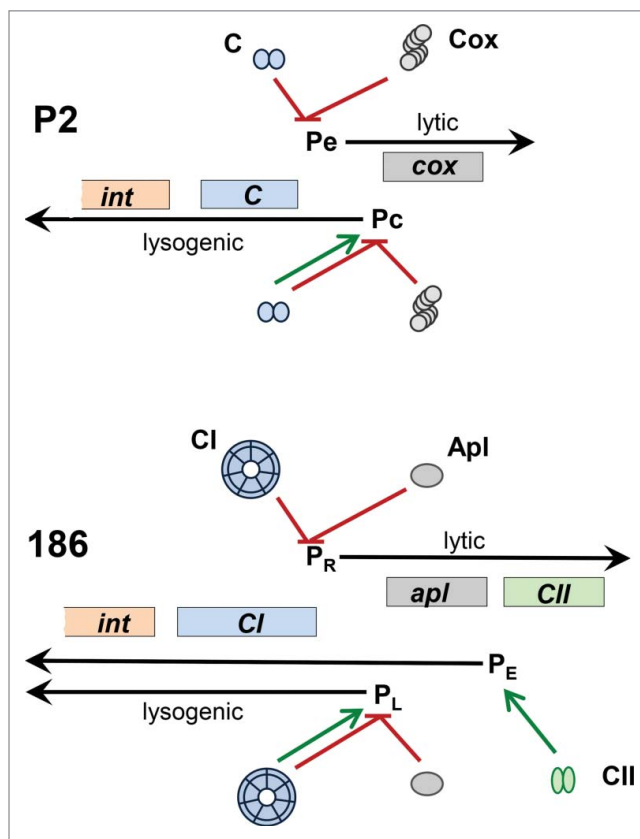 C
Cox
P2
Pe
lytic
cox
int
C
Pc
lysogenic
CI
Apl
186
PR
lytic
apl
CII
int
CI
PE
PL
lysogenic
CII